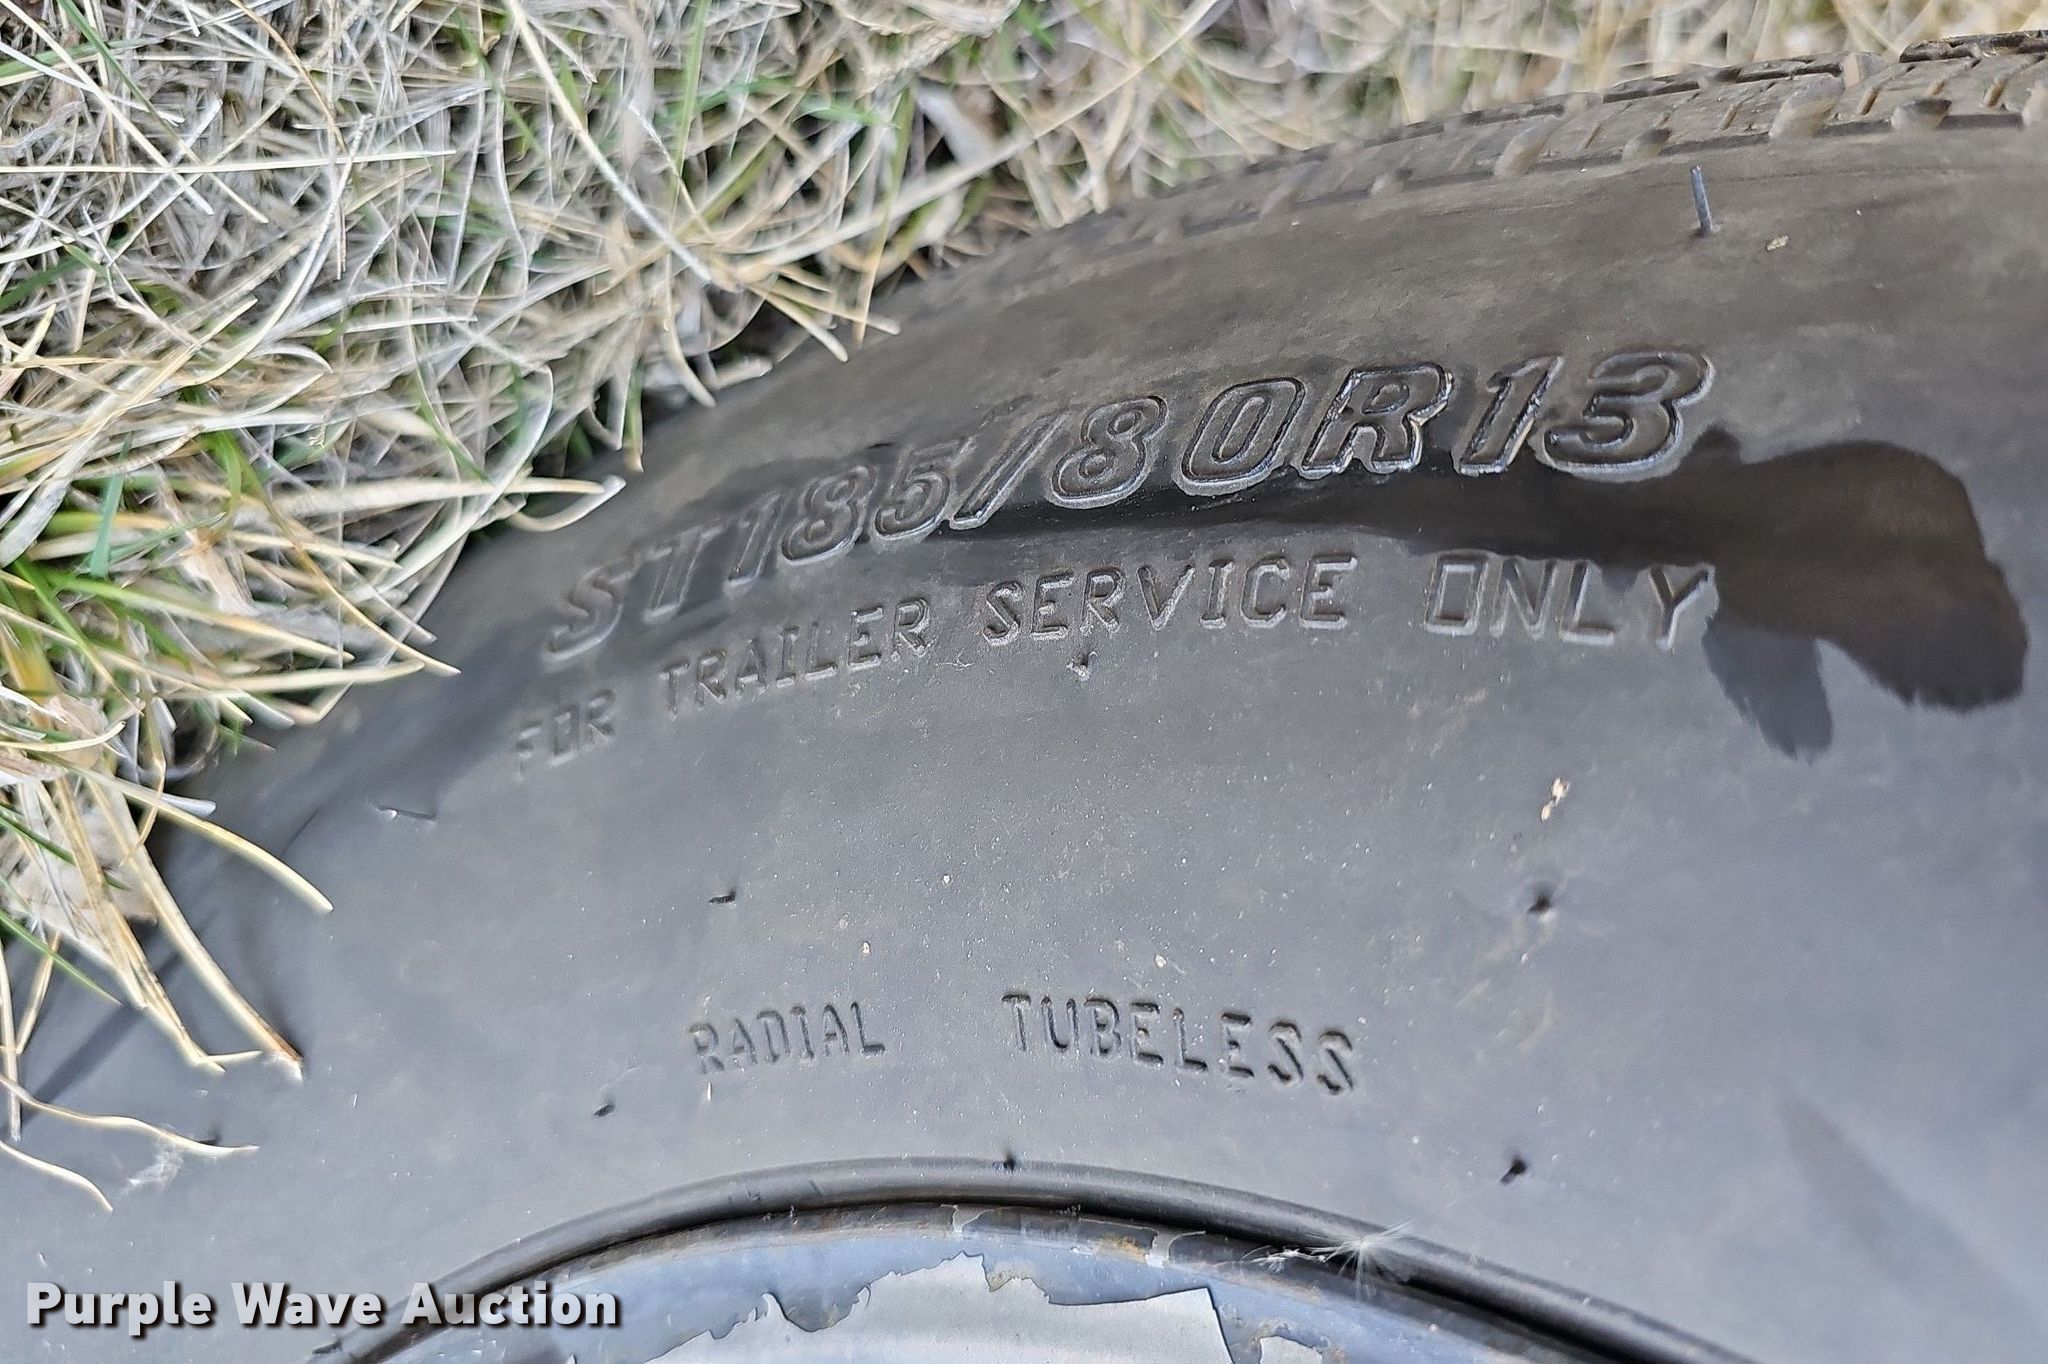 ST185/80R13
FOR TRAILER SERVICE ONLY
RADIAL TUBELESS
Purple Wave Auction